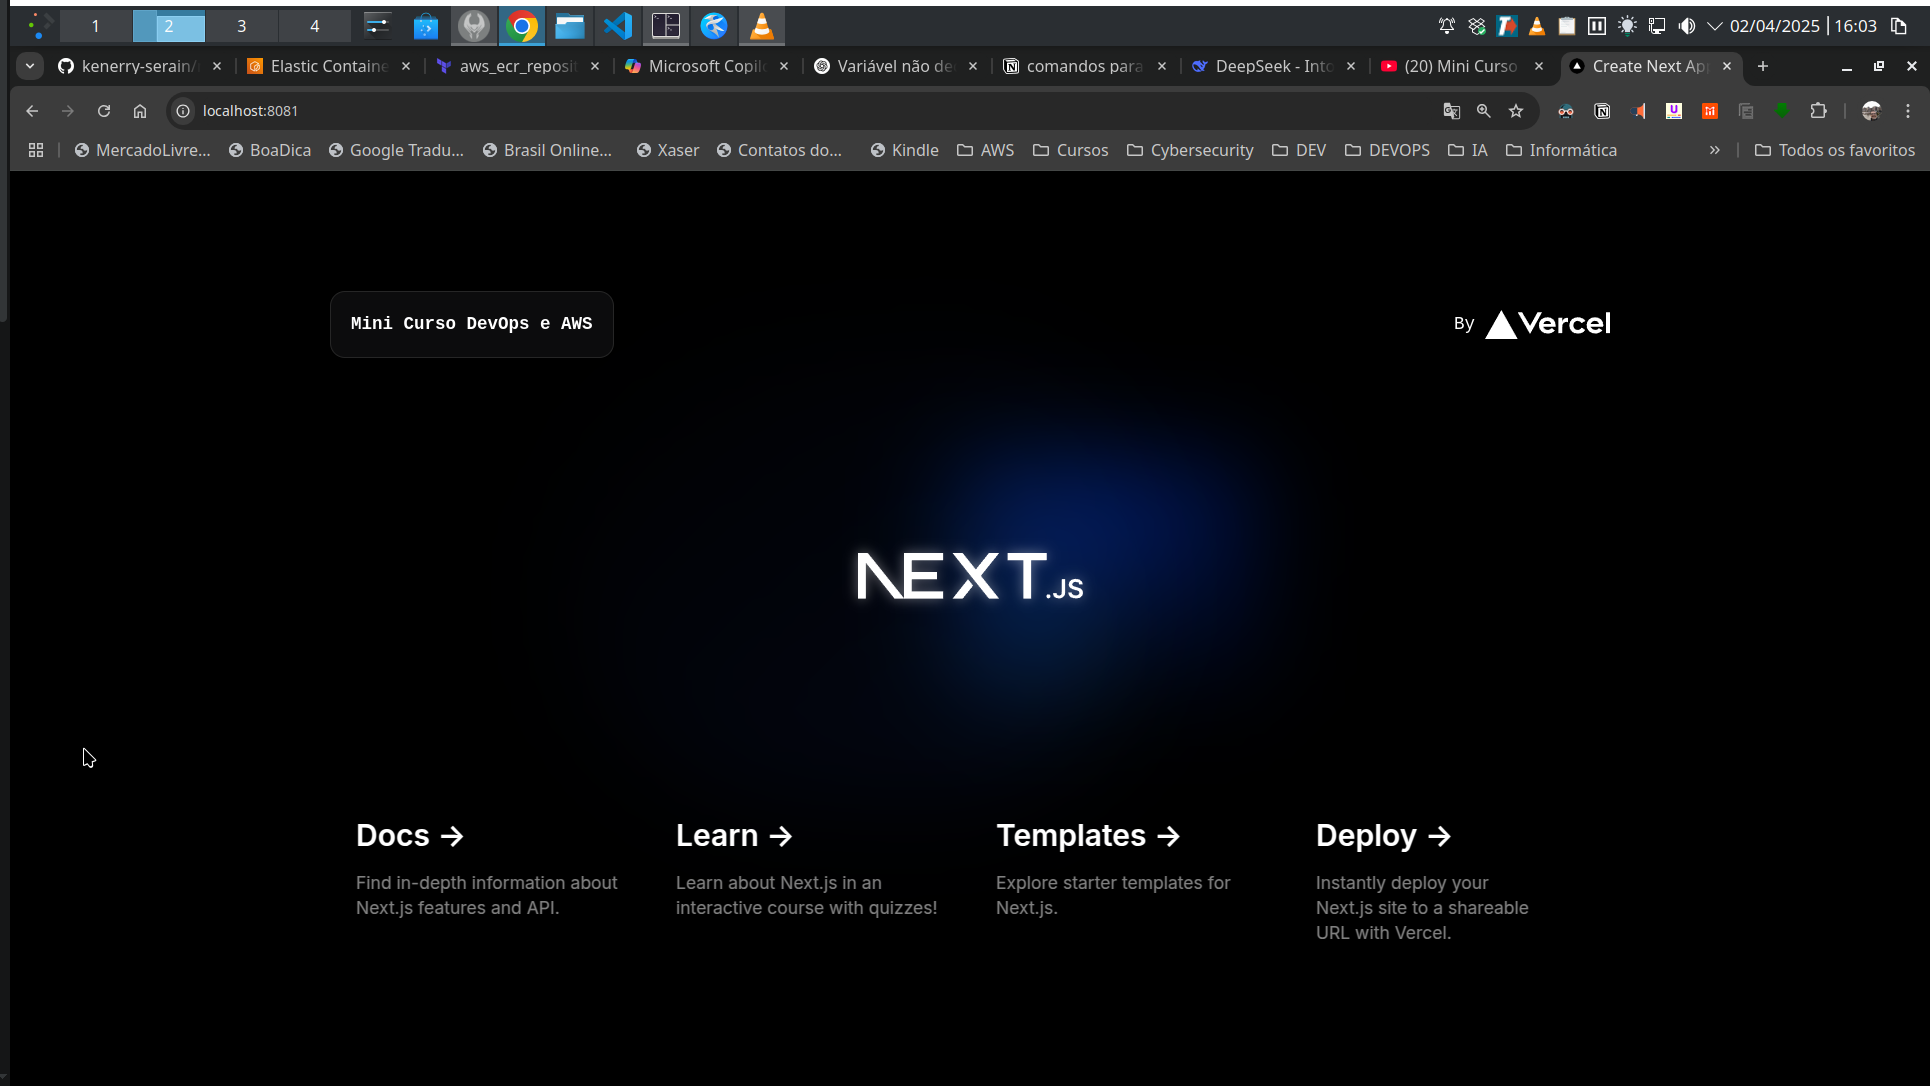 1 2 3 4 02/04/2025 16:03
kenerry-serain/ Elastic Containe aws_ecr_reposit Microsoft Copil Variável não de comandos para DeepSeek - Into (20) Mini Curso Create Next Ap
localhost:8081
MercadoLivre... BoaDica Google Tradu... Brasil Online... Xaser Contatos do... Kindle AWS Cursos Cybersecurity DEV DEVOPS IA Informática » Todos os favoritos
Mini Curso DevOps e AWS
By Vercel
NEXT.JS
Docs ->
Find in-depth information about
Next.js features and API.
Learn ->
Learn about Next.js in an
interactive course with quizzes!
Templates ->
Explore starter templates for
Next.js.
Deploy ->
Instantly deploy your
Next.js site to a shareable
URL with Vercel.